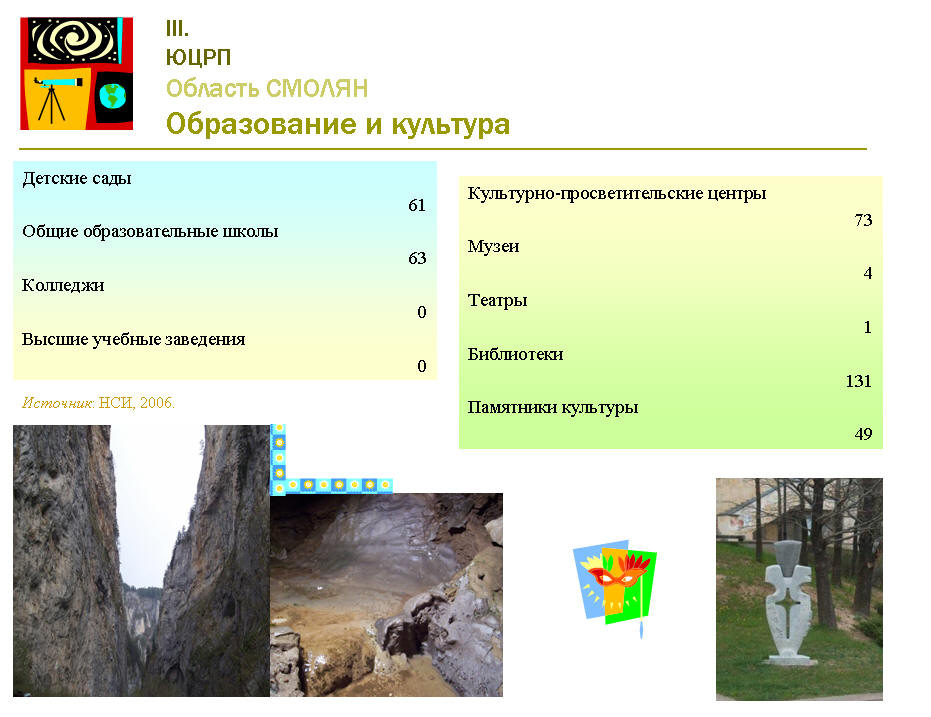 III.
ЮЦРП
Область СМОЛЯН
Образование и культура
Детские сады
61
Общие образовательные школы
63
Колледжи
0
Высшие учебные заведения
0
Источник: НСИ, 2006.
Культурно-просветительские центры
73
Музеи
4
Театры
1
Библиотеки
131
Памятники культуры
49